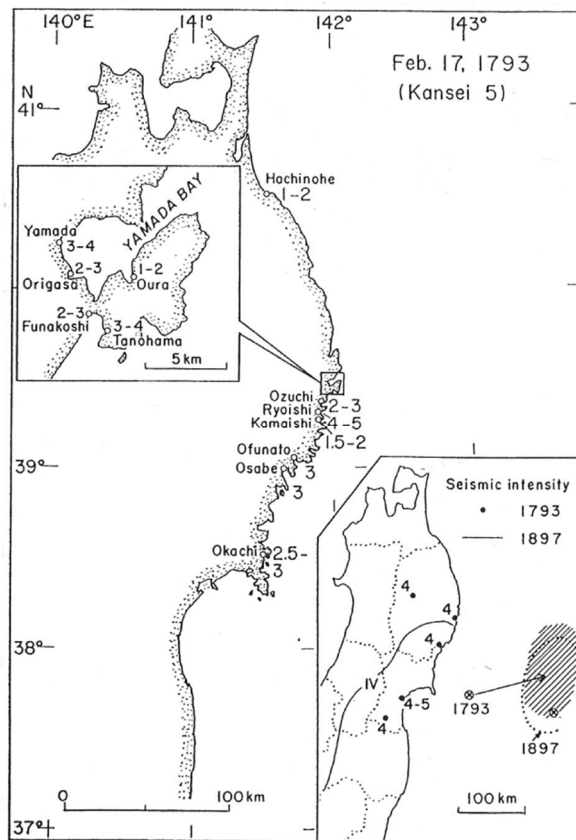 140°E 141° 142° 143°
Feb. 17, 1793
(Kansei 5)
N
41°
Hachinohe
1-2
YAMADA BAY
Yamada
3-4
2-3
Origasa
1-2
Oura
2-3
Funakoshi
3-4
Tanohama
5 km
Ozuchi
2-3
Ryoishi
Kamaishi
4-5
1.5-2
Ofunato
39°
Osabe
3
3
Okachi
2.5-
3
38°
0 100 km
37°
Seismic intensity
1793
1897
4
4
4
IV
4-5
4
1793
1897
100 km